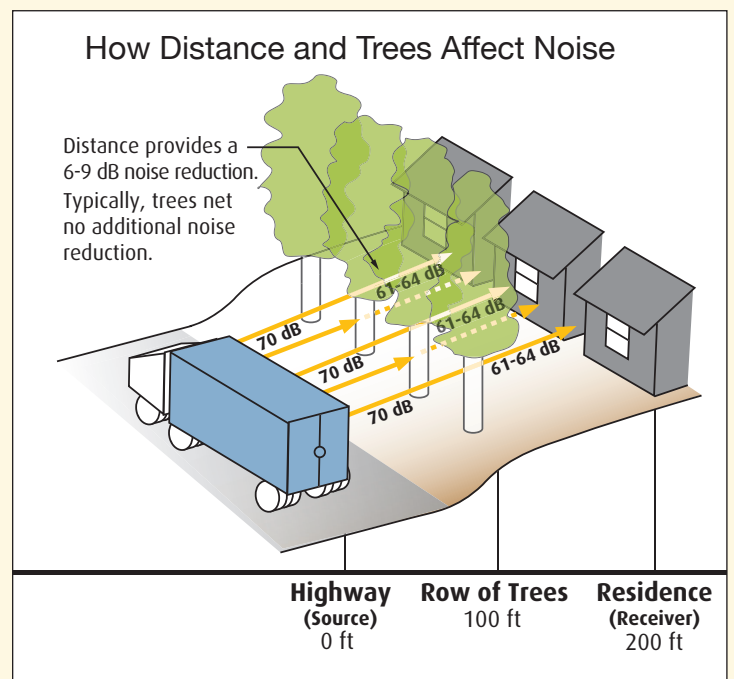 How Distance and Trees Affect Noise
Distance provides a
6-9 dB noise reduction.
Typically, trees net
no additional noise
reduction.
61-64 dB
70 dB
61-64 dB
70 dB
61-64 dB
70 dB
Highway
(Source)
0 ft
Row of Trees
100 ft
Residence
(Receiver)
200 ft